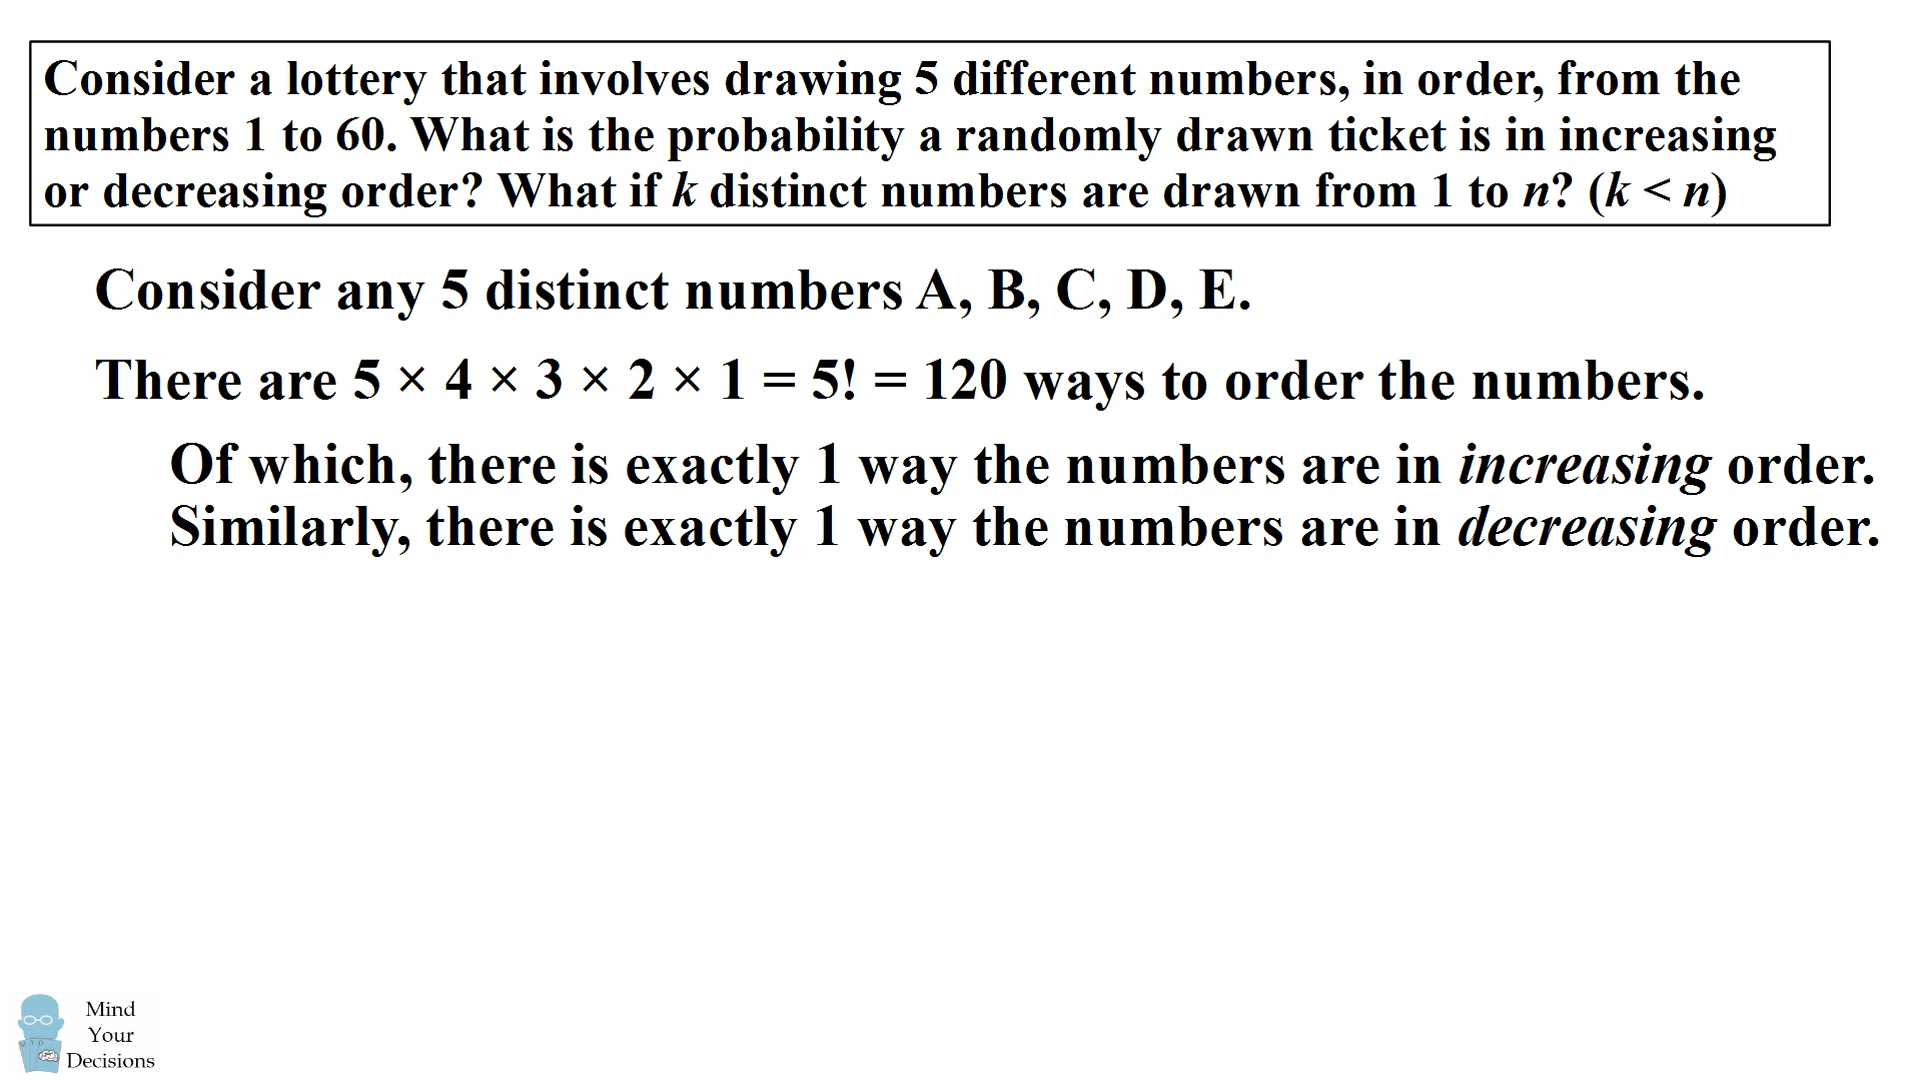 Consider a lottery that involves drawing 5 different numbers, in order, from the
numbers 1 to 60. What is the probability a randomly drawn ticket is in increasing
or decreasing order? What if k distinct numbers are drawn from 1 to n? (k < n)
Consider any 5 distinct numbers A, B, C, D, E.
There are 5 × 4 × 3 × 2 × 1 = 5! = 120 ways to order the numbers.
Of which, there is exactly 1 way the numbers are in increasing order.
Similarly, there is exactly 1 way the numbers are in decreasing order.
Mind
Your
Decisions
M Y D